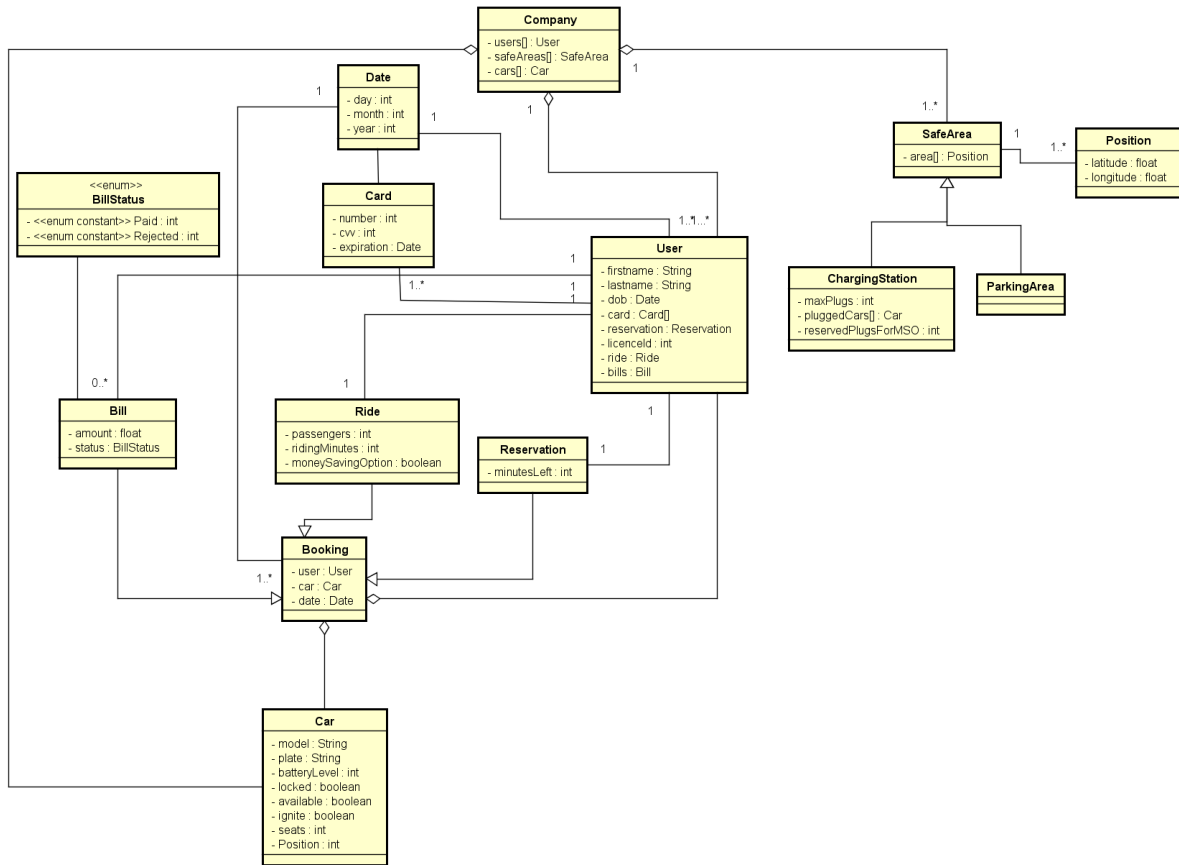 Company
- users[] : User
- safeAreas[] : SafeArea
- cars[] : Car
1
1
1
Date
- day : int
- month : int
- year : int
1
1
1..*
SafeArea
- area[] : Position
1
1..*
Position
- latitude : float
- longitude : float
<<enum>>
BillStatus
- <<enum constant>> Paid : int
- <<enum constant>> Rejected : int
Card
- number : int
- cvv : int
- expiration : Date
1..*
1..*
1...*
User
- firstname : String
- lastname : String
- dob : Date
- card : Card[]
- reservation : Reservation
- licenceId : int
- ride : Ride
- bills : Bill
1
1
1
ChargingStation
- maxPlugs : int
- pluggedCars[] : Car
- reservedPlugsForMSO : int
ParkingArea
0..*
1
1
Bill
- amount : float
- status : BillStatus
Ride
- passengers : int
- ridingMinutes : int
- moneySavingOption : boolean
Reservation
- minutesLeft : int
1
Booking
- user : User
- car : Car
- date : Date
1..*
Car
- model : String
- plate : String
- batteryLevel : int
- locked : boolean
- available : boolean
- ignite : boolean
- seats : int
- Position : int